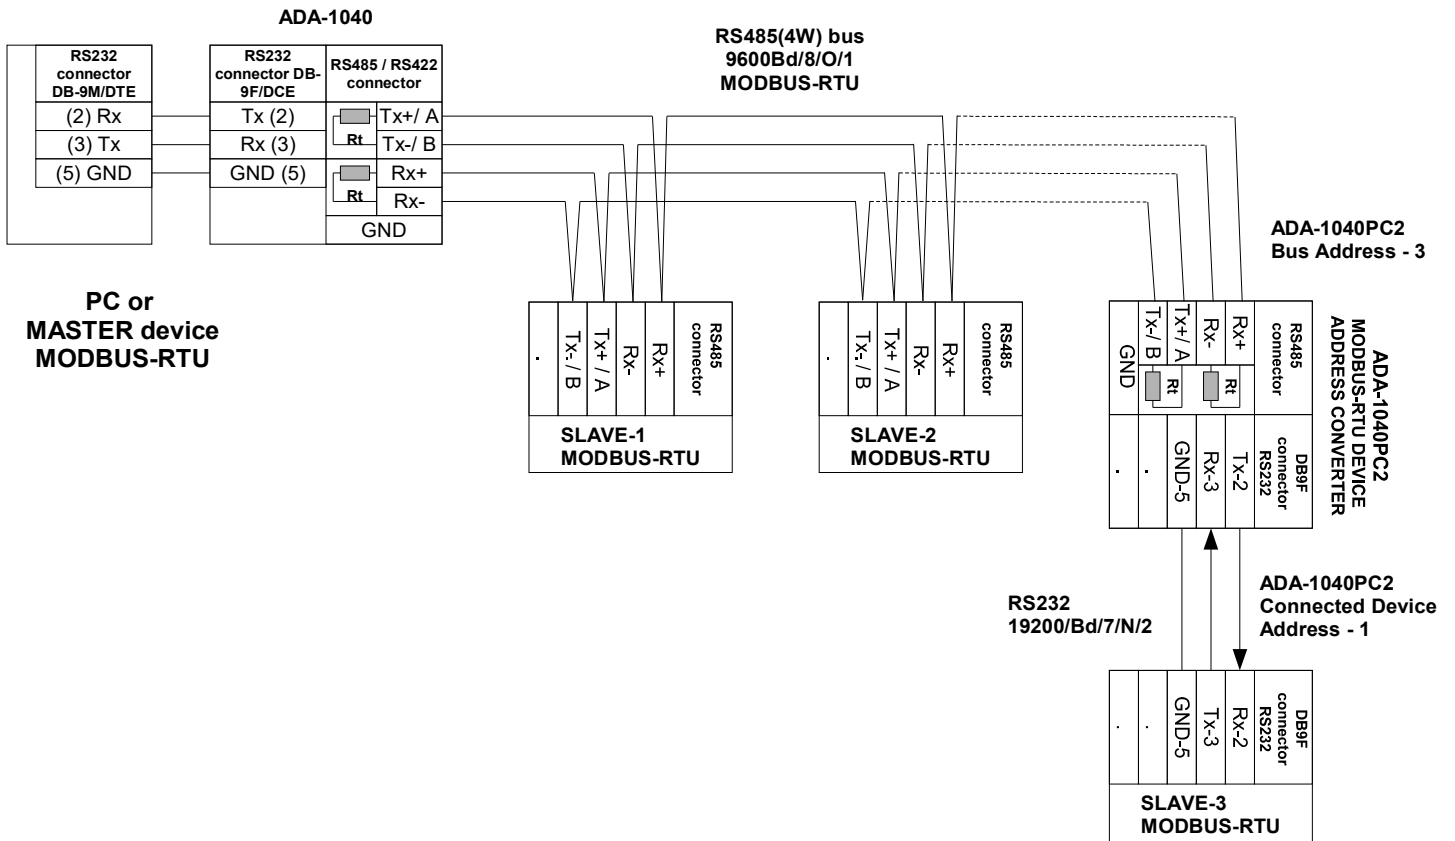 ADA-1040
RS232
connector
DB-9M/DTE
(2) Rx
(3) Tx
(5) GND
RS232
connector DB-
9F/DCE
Tx (2)
Rx (3)
GND (5)
RS485 / RS422
connector
Rt
Tx+/ A
Tx-/ B
Rt
Rx+
Rx-
GND
PC or
MASTER device
MODBUS-RTU
RS485(4W) bus
9600Bd/8/O/1
MODBUS-RTU
.
Tx-./ B
Tx+ / A
Rx-
Rx+
RS485
connector
SLAVE-1
MODBUS-RTU
.
Tx-./ B
Tx+ / A
Rx-
Rx+
RS485
connector
SLAVE-2
MODBUS-RTU
ADA-1040PC2
Bus Address - 3
GND
Tx-/ B
Tx+/ A
Rx-
Rx+
Rt
Rt
RS485
connector
.
.
GND-5
Rx-3
Tx-2
DB9F
connector
RS232
ADA-1040PC2
MODBUS-RTU DEVICE
ADDRESS CONVERTER
RS232
19200/Bd/7/N/2
ADA-1040PC2
Connected Device
Address - 1
.
.
GND-5
Tx-3
Rx-2
DB9F
connector
RS232
SLAVE-3
MODBUS-RTU